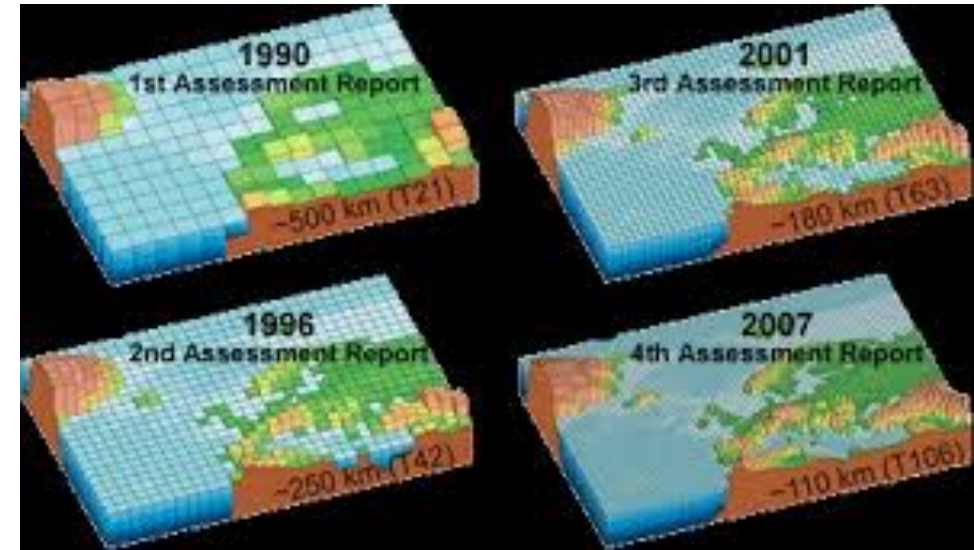 1990
1st Assessment Report
~500 km (T21)
2001
3rd Assessment Report
~180 km (T63)
1996
2nd Assessment Report
~250 km (T42)
2007
4th Assessment Report
~110 km (T106)